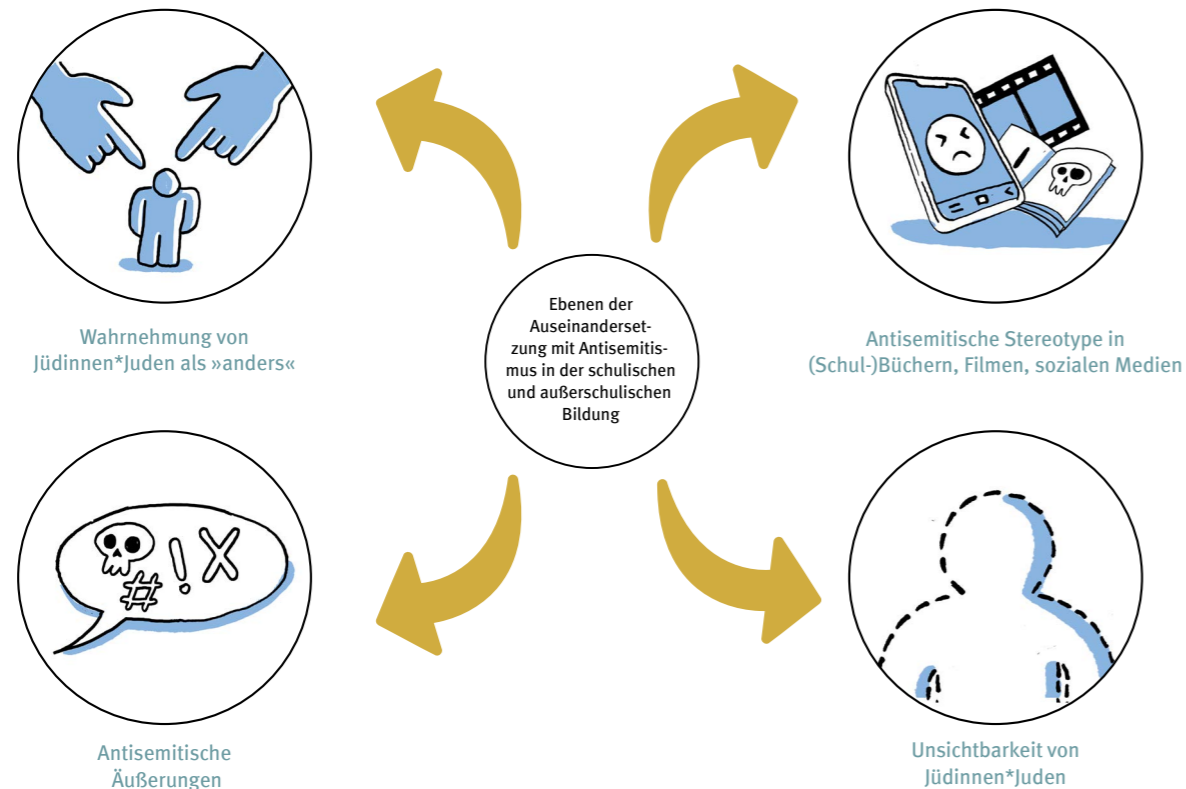 Wahrnehmung von
Jüdinnen*Juden als »anders«
Antisemitische Stereotype in
(Schul-)Büchern, Filmen, sozialen Medien
Ebenen der
Auseinanderset-
zung mit Antisemitis-
mus in der schulischen
und außerschulischen
Bildung
Antisemitische
Äußerungen
Unsichtbarkeit von
Jüdinnen*Juden